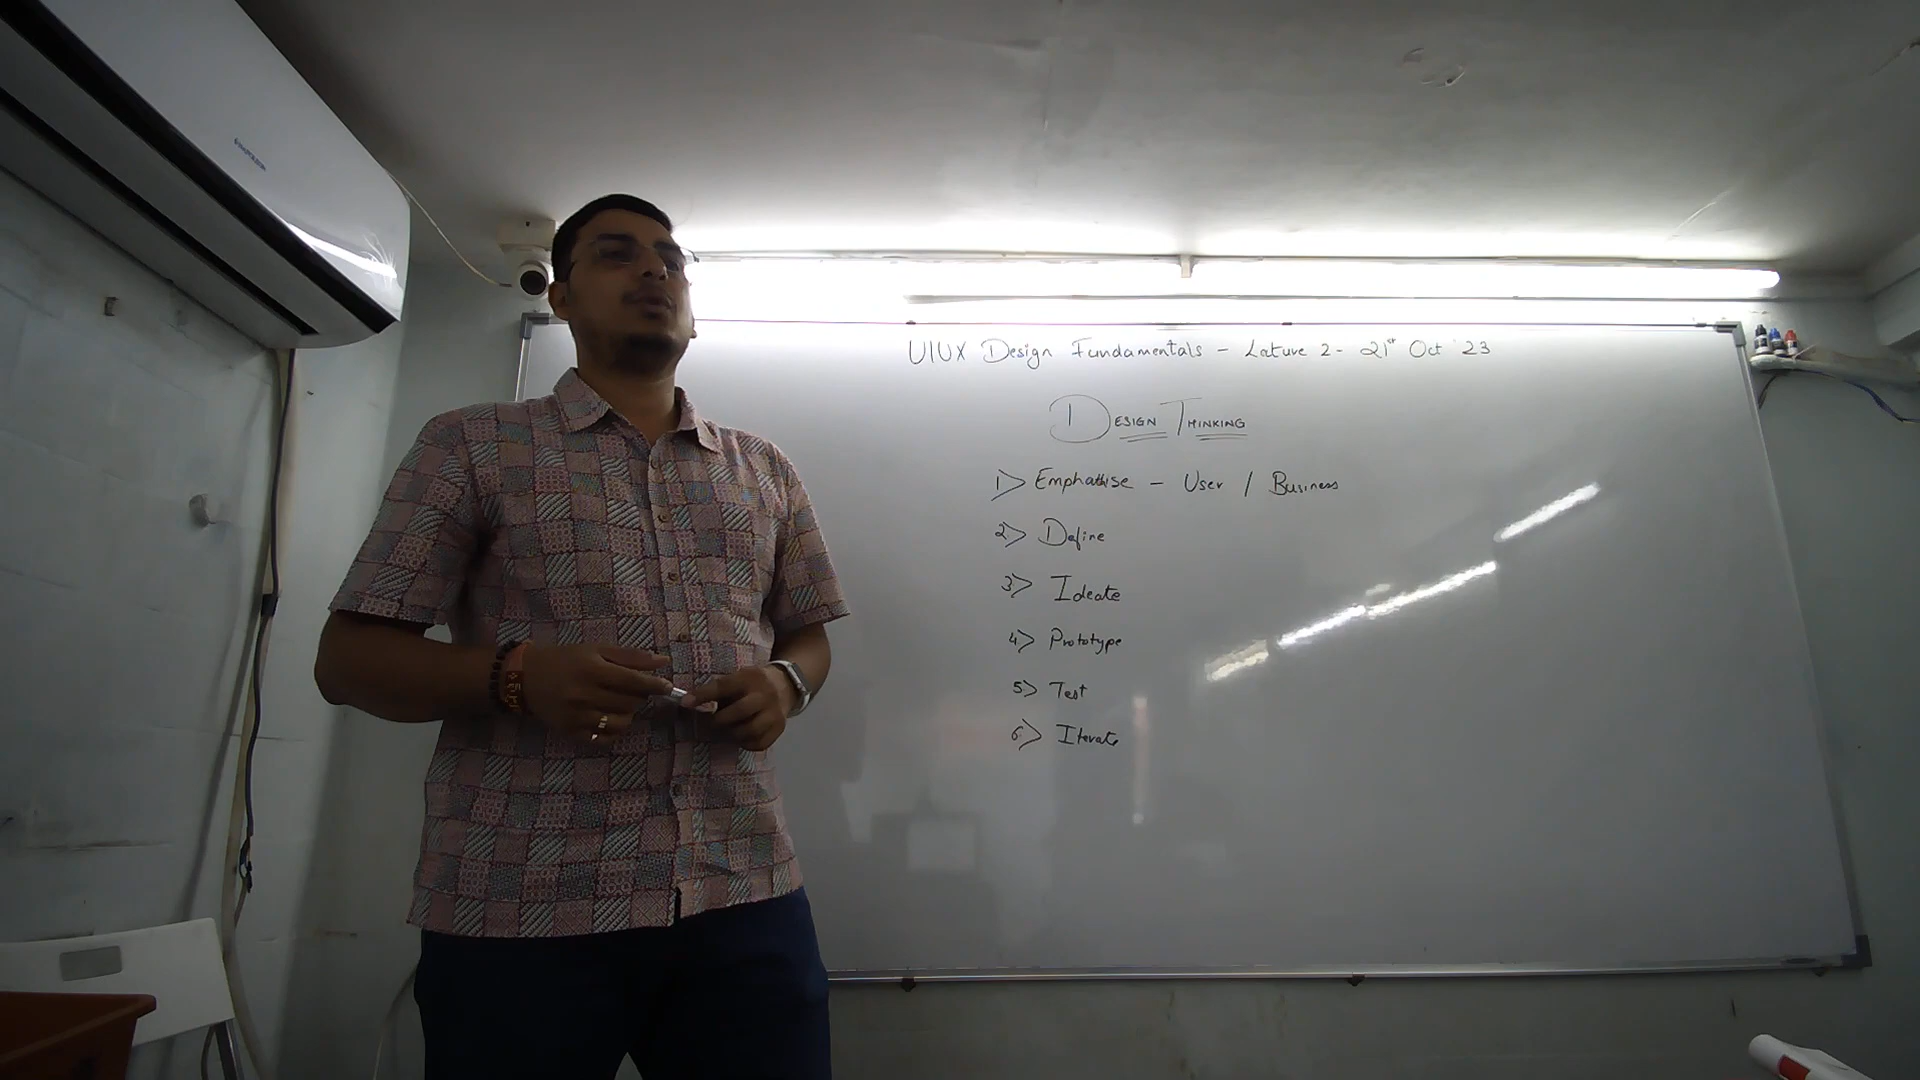 UIUX Design Fundamentals - Lature 2 - 21st Oct '23
DESIGN THINKING
1> Emphathise - User / Business
2> Define
3> Ideate
4> Prototype
5> Test
6> Iterate